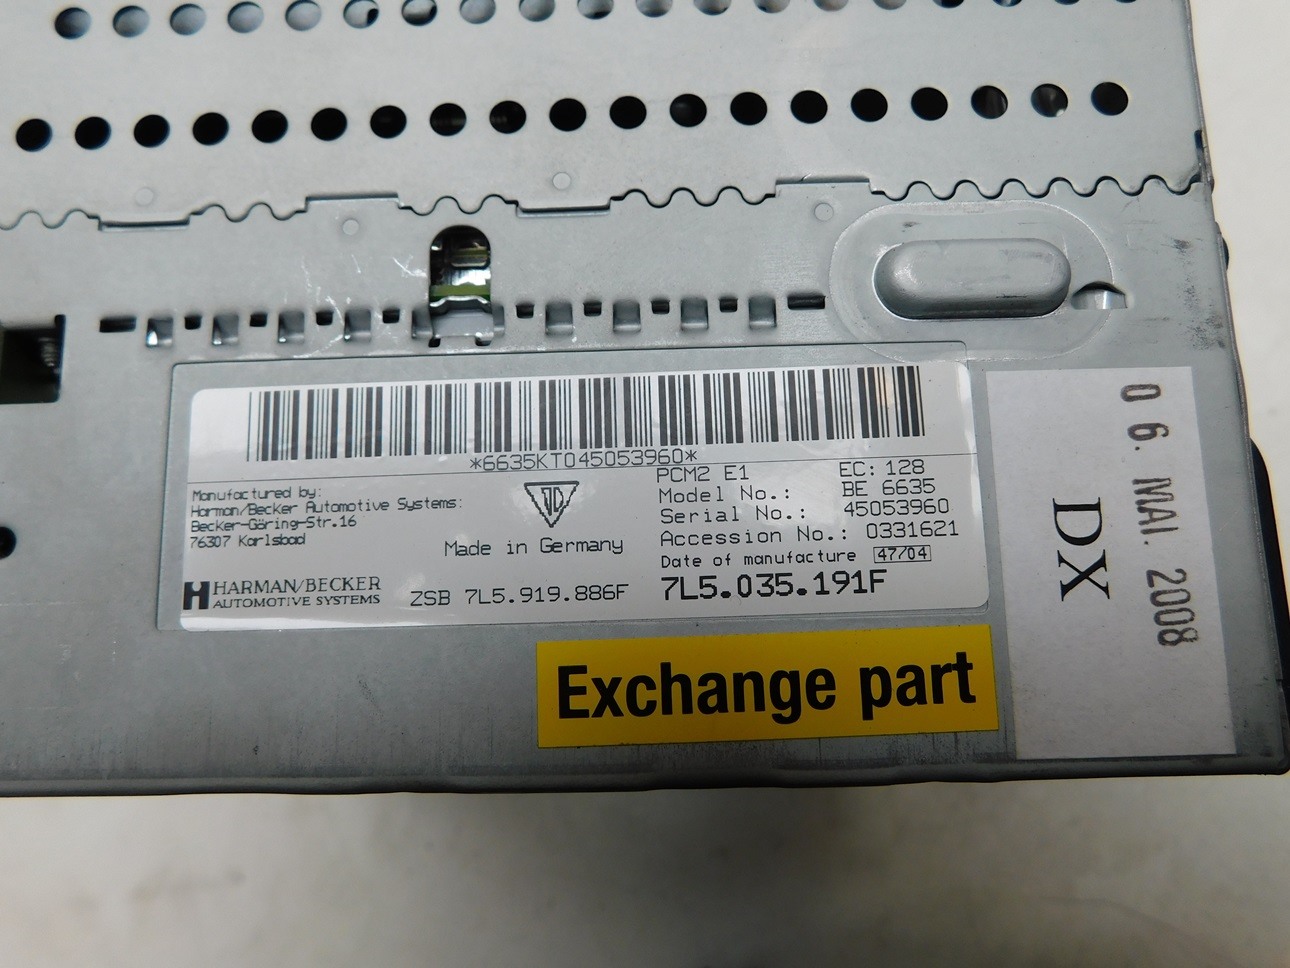 *6635KT045053960*
Manufactured by:
Harman/Becker Automotive Systems:
Becker-Göring-Str.16
76307 Karlsbad
Made in Germany
HARMAN/BECKER
AUTOMOTIVE SYSTEMS
ZSB 7L5.919.886F
PCM2 E1 EC: 128
Model No.: BE 6635
Serial No.: 45053960
Accession No.: 0331621
Date of manufacture 47/04
7L5.035.191F
Exchange part
DX
06. MAI. 2008